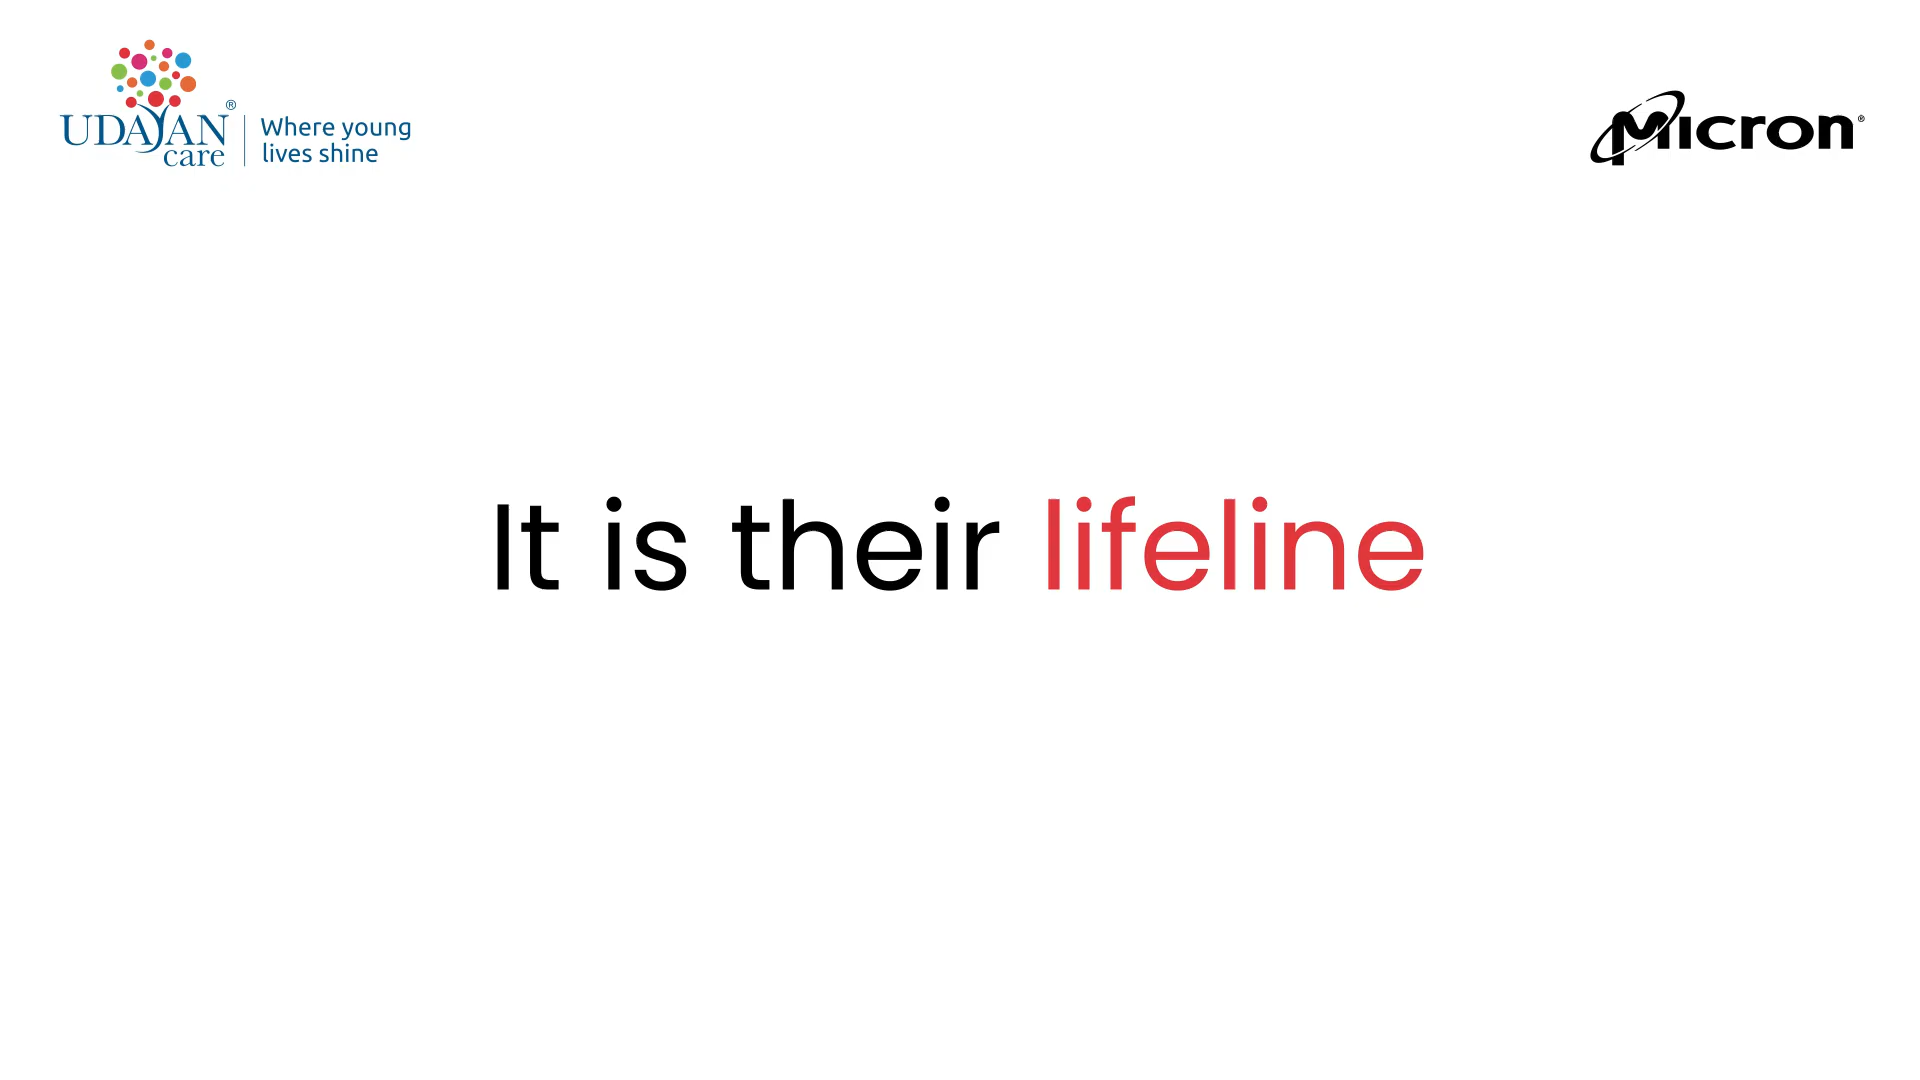 UDAYAN®
care
Where young
lives shine
Micron®
It is their lifeline